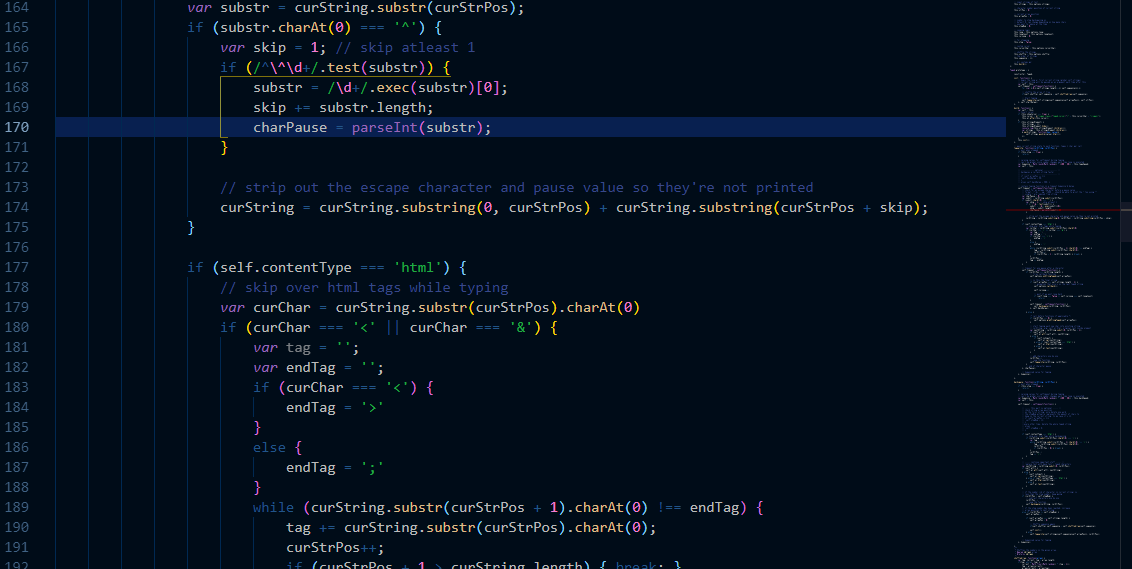 164 var substr = curString.substr(curStrPos);
165 if (substr.charAt(0) === '^') {
166 var skip = 1; // skip atleast 1
167 if (/^\^\d+/.test(substr)) {
168 substr = /\d+/.exec(substr)[0];
169 skip += substr.length;
170 charPause = parseInt(substr);
171 }
172
173 // strip out the escape character and pause value so they're not printed
174 curString = curString.substring(0, curStrPos) + curString.substring(curStrPos + skip);
175 }
176
177 if (self.contentType === 'html') {
178 // skip over html tags while typing
179 var curChar = curString.substr(curStrPos).charAt(0)
180 if (curChar === '<' || curChar === '&') {
181 var tag = '';
182 var endTag = '';
183 if (curChar === '<') {
184 endTag = '>'
185 }
186 else {
187 endTag = ';'
188 }
189 while (curString.substr(curStrPos + 1).charAt(0) !== endTag) {
190 tag += curString.substr(curStrPos).charAt(0);
191 curStrPos++;
192 if (curStrPos + 1 > curString.length) { break; }